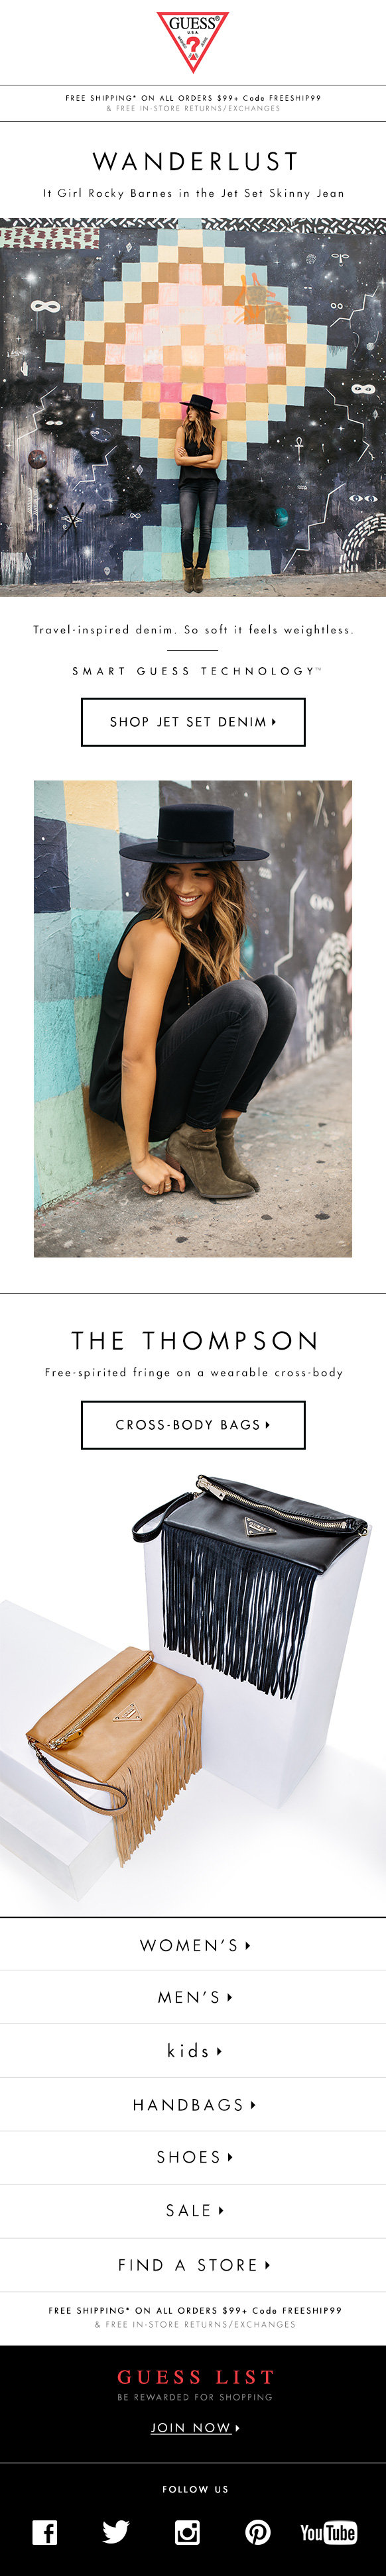 GUESS®
U.S.A.
?
FREE SHIPPING* ON ALL ORDERS $99+ Code FREESHIP99
& FREE IN-STORE RETURNS/EXCHANGES
WANDERLUST
It Girl Rocky Barnes in the Jet Set Skinny Jean
Travel-inspired denim. So soft it feels weightless.
SMART GUESS TECHNOLOGY™
SHOP JET SET DENIM
THE THOMPSON
Free-spirited fringe on a wearable cross-body
CROSS-BODY BAGS
WOMEN'S
MEN'S
kids
HANDBAGS
SHOES
SALE
FIND A STORE
FREE SHIPPING* ON ALL ORDERS $99+ Code FREESHIP99
& FREE IN-STORE RETURNS/EXCHANGES
GUESS LIST
BE REWARDED FOR SHOPPING
JOIN NOW
FOLLOW US
YouTube